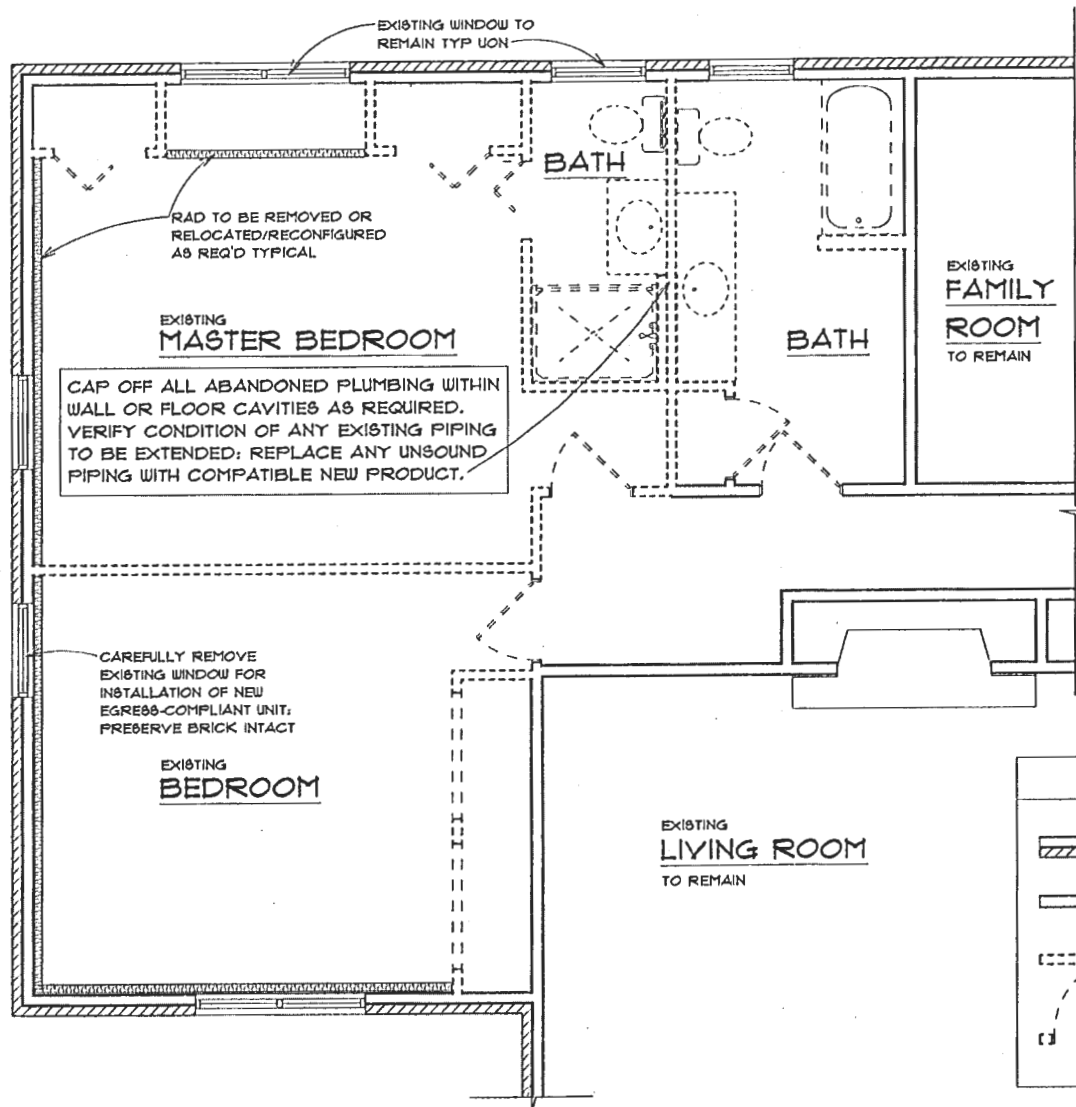 EXISTING WINDOW TO
REMAIN TYP UON
BATH
RAD TO BE REMOVED OR
RELOCATED/RECONFIGURED
AS REQ'D TYPICAL
EXISTING
MASTER BEDROOM
EXISTING
FAMILY
ROOM
TO REMAIN
BATH
CAP OFF ALL ABANDONED PLUMBING WITHIN
WALL OR FLOOR CAVITIES AS REQUIRED.
VERIFY CONDITION OF ANY EXISTING PIPING
TO BE EXTENDED; REPLACE ANY UNSOUND
PIPING WITH COMPATIBLE NEW PRODUCT.
CAREFULLY REMOVE
EXISTING WINDOW FOR
INSTALLATION OF NEW
EGRESS-COMPLIANT UNIT;
PRESERVE BRICK INTACT
EXISTING
BEDROOM
EXISTING
LIVING ROOM
TO REMAIN